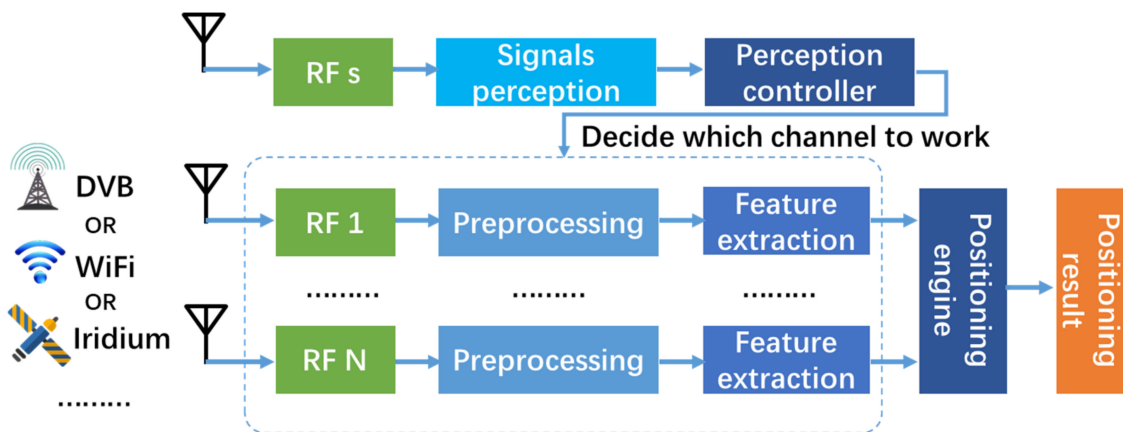 RF s
Signals
perception
Perception
controller
Decide which channel to work
DVB
OR
WiFi
OR
Iridium
………
RF 1
Preprocessing
Feature
extraction
………
………
………
RF N
Preprocessing
Feature
extraction
Positioning
engine
Positioning
result